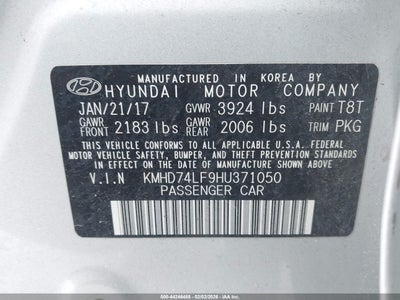 MANUFACTURED IN KOREA BY
HYUNDAI MOTOR COMPANY
JAN/21/17 GVWR 3924 lbs PAINT T8T
GAWR FRONT 2183 lbs GAWR REAR 2006 lbs TRIM PKG
THIS VEHICLE CONFORMS TO ALL APPLICABLE U.S.A FEDERAL MOTOR
VEHICLE SAFETY, BUMPER, AND THEFT PREVENTION STANDARDS
IN EFFECT ON THE DATE OF MANUFACTURE SHOWN ABOVE.
V.I.N KMHD74LF9HU371050
PASSENGER CAR